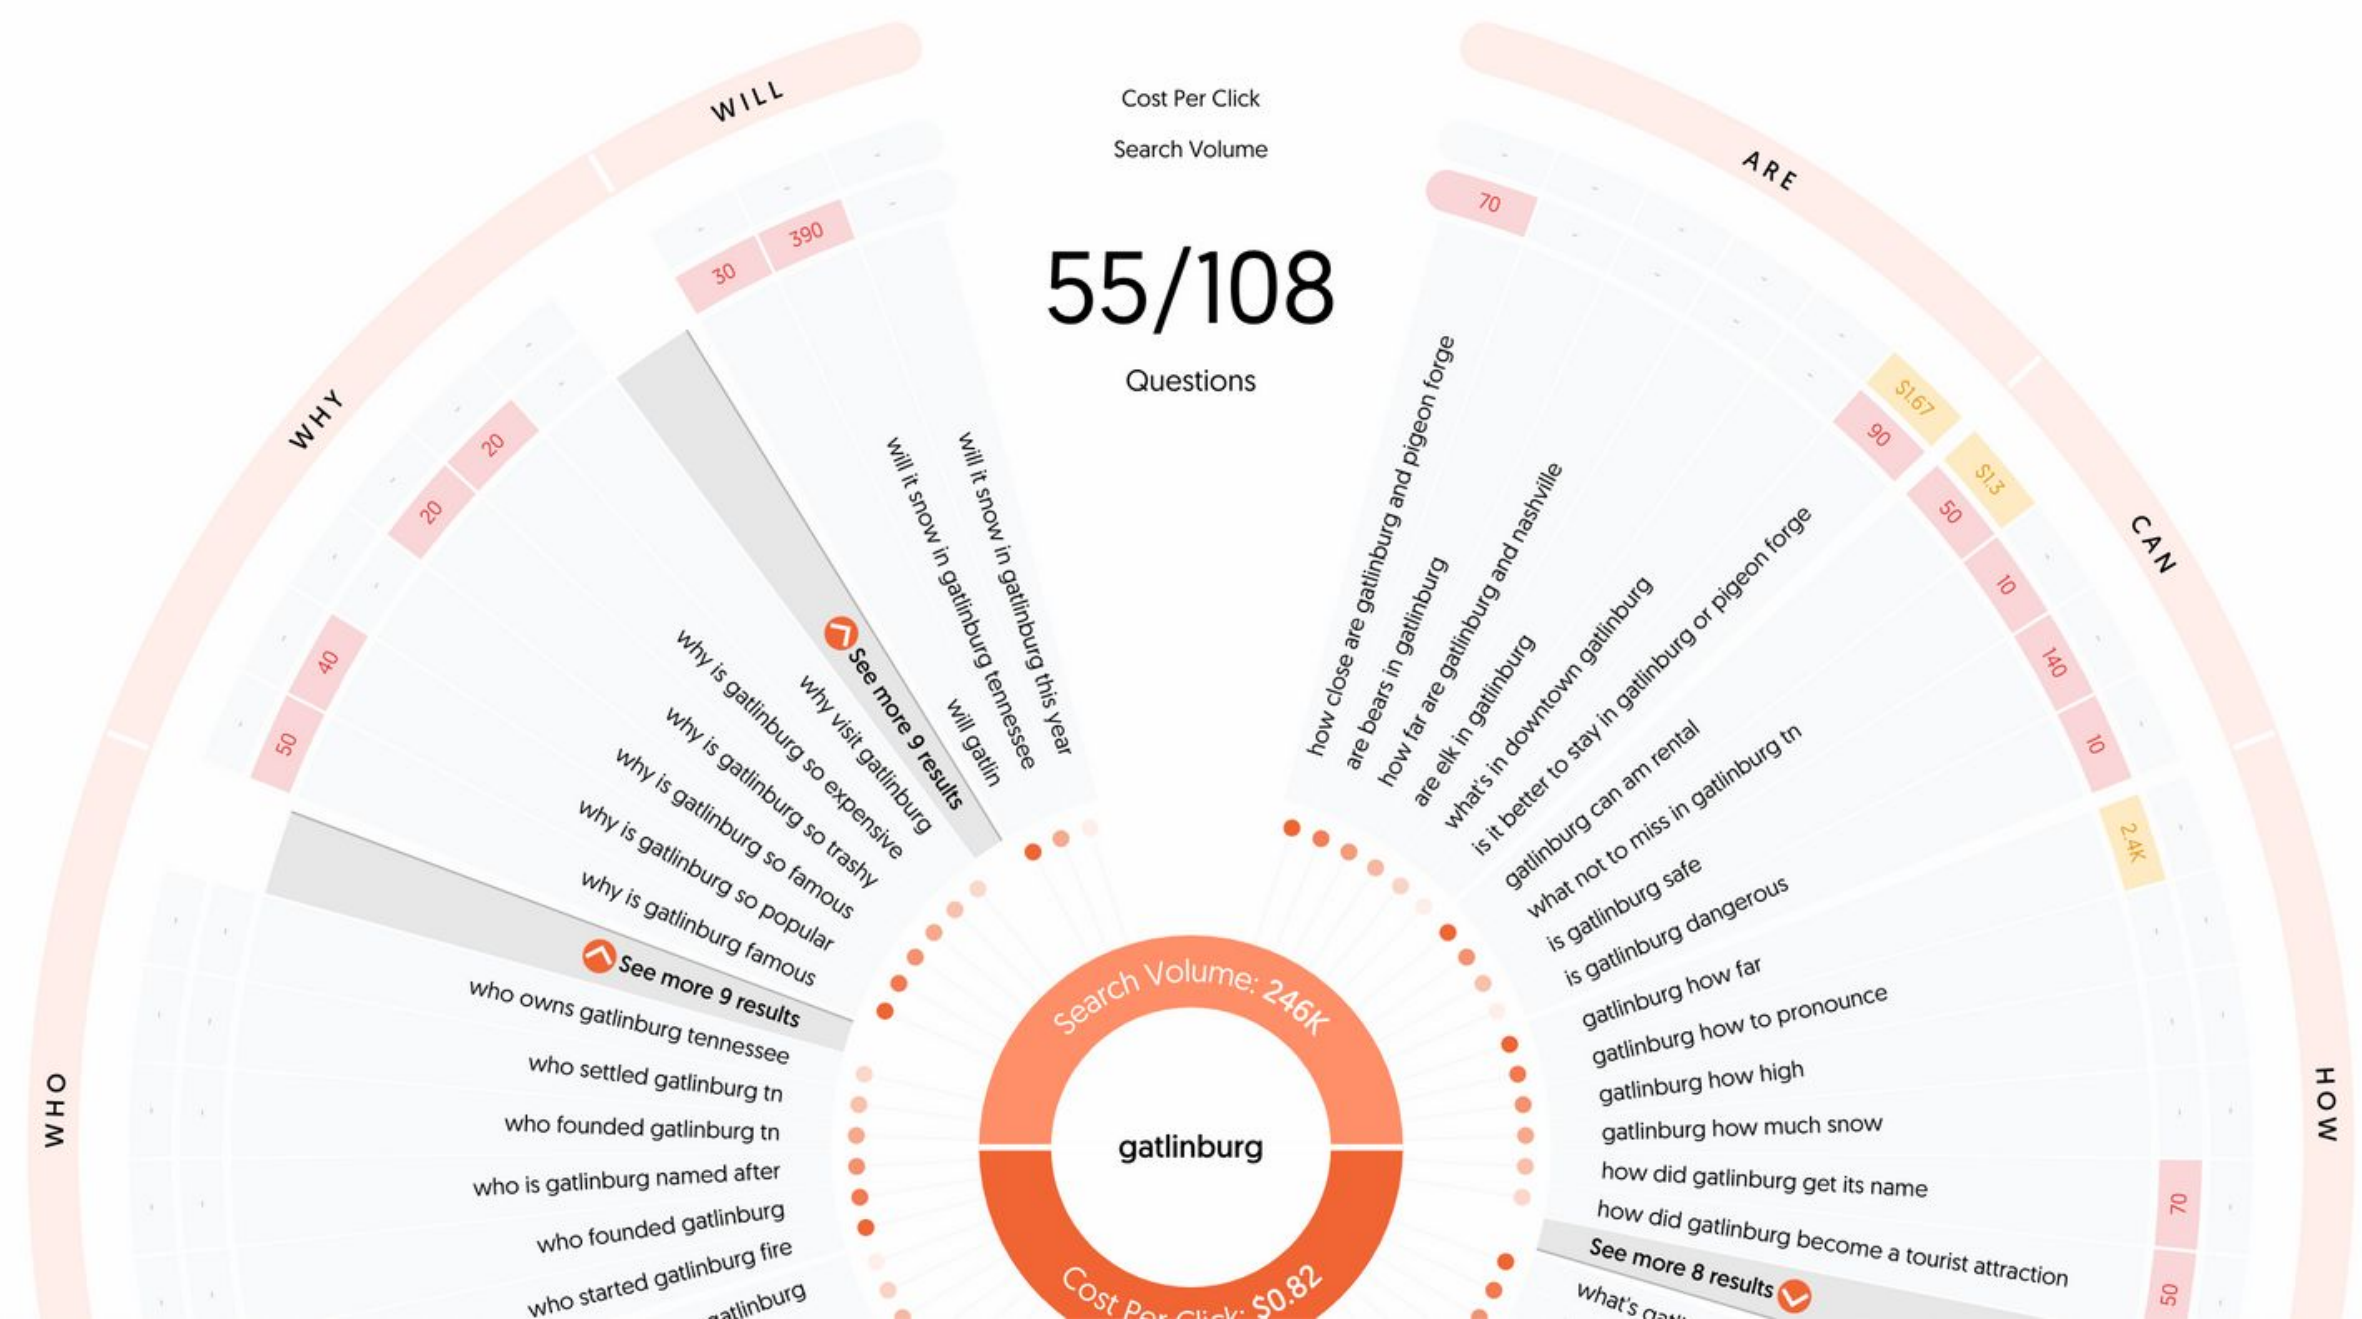 Cost Per Click
Search Volume
55/108
Questions
WILL
30
390
will gatlin
will it snow in gatlinburg tennessee
will it snow in gatlinburg this year
ARE
70
$1.67
90
how close are gatlinburg and pigeon forge
are bears in gatlinburg
how far are gatlinburg and nashville
are elk in gatlinburg
what's in downtown gatlinburg
is it better to stay in gatlinburg or pigeon forge
CAN
$1.3
50
10
140
10
gatlinburg can am rental
what not to miss in gatlinburg tn
is gatlinburg safe
is gatlinburg dangerous
HOW
2.4K
70
50
gatlinburg how far
gatlinburg how to pronounce
gatlinburg how high
gatlinburg how much snow
how did gatlinburg get its name
how did gatlinburg become a tourist attraction
See more 8 results
what's
WHY
50
40
20
20
See more 9 results
why visit gatlinburg
why is gatlinburg so expensive
why is gatlinburg so trashy
why is gatlinburg so famous
why is gatlinburg so popular
why is gatlinburg famous
WHO
See more 9 results
who owns gatlinburg tennessee
who settled gatlinburg tn
who founded gatlinburg tn
who is gatlinburg named after
who founded gatlinburg
who started gatlinburg fire
gatlinburg
Search Volume: 246K
gatlinburg
Cost Per Click: $0.82